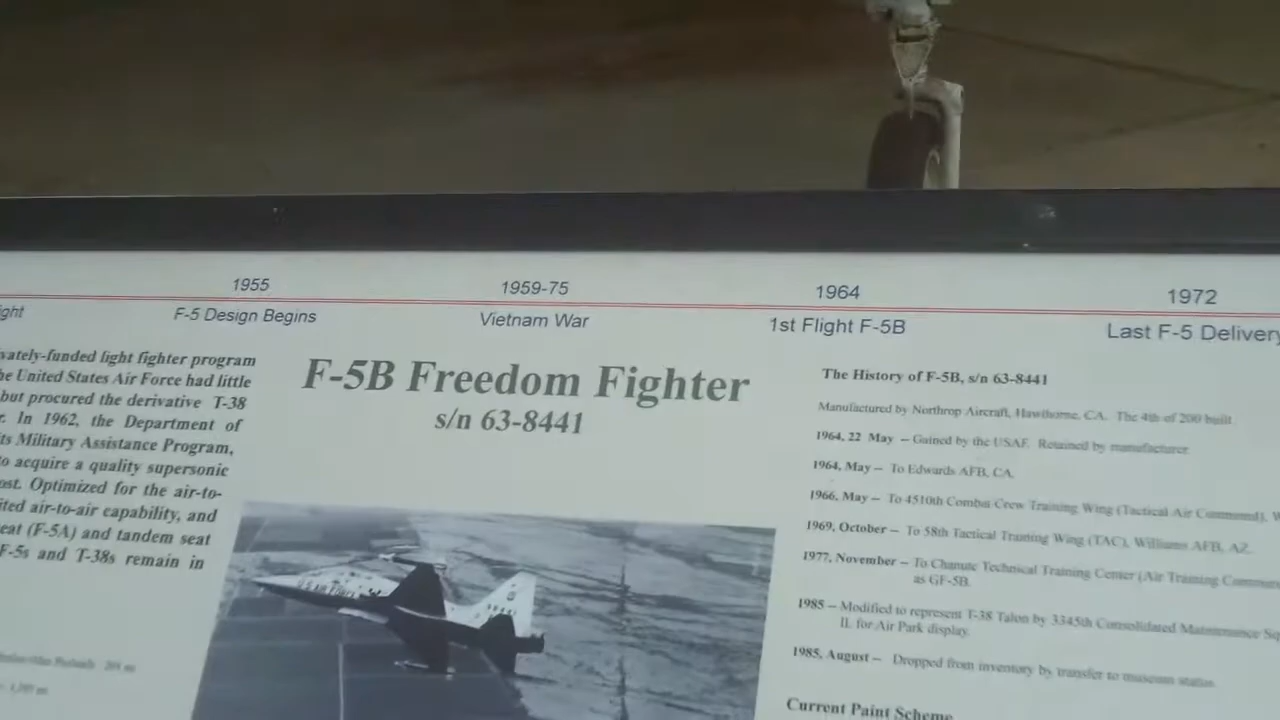 1955
1959-75
1964
1972
ght
F-5 Design Begins
Vietnam War
1st Flight F-5B
Last F-5 Delivery
vately-funded light fighter program
he United States Air Force had little
but procured the derivative T-38
r. In 1962, the Department of
its Military Assistance Program,
to acquire a quality supersonic
ost. Optimized for the air-to-
ited air-to-air capability, and
eat (F-5A) and tandem seat
F-5s and T-38s remain in
F-5B Freedom Fighter
s/n 63-8441
U.S. AIR FORCE
The History of F-5B, s/n 63-8441
Manufactured by Northrop Aircraft, Hawthorne, CA. The 4th of 200 built.
1964, 22 May – Gained by the USAF. Retained by manufacturer.
1964, May – To Edwards AFB, CA.
1966, May – To 4510th Combat Crew Training Wing (Tactical Air Command), W
1969, October – To 58th Tactical Training Wing (TAC), Williams AFB, AZ.
1977, November – To Chanute Technical Training Center (Air Training Comman
as GF-5B.
1985 – Modified to represent T-38 Talon by 3345th Consolidated Maintenance Sq
IL for Air Park display.
1985, August – Dropped from inventory by transfer to museum status.
Current Paint Scheme